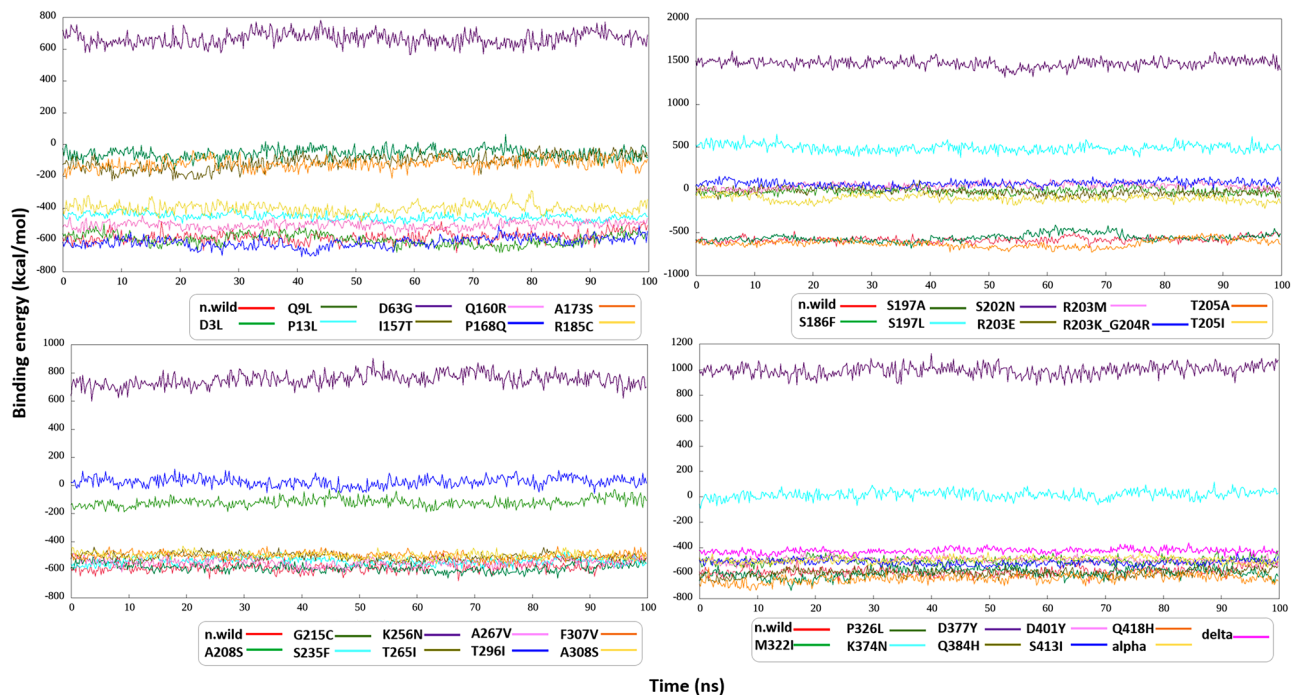 Binding energy (kcal/mol)
800
600
400
200
0
-200
-400
-600
-800
0 10 20 30 40 50 60 70 80 90 100
n.wild Q9L D63G Q160R A173S
D3L P13L I157T P168Q R185C
2000
1500
1000
500
0
-500
-1000
0 10 20 30 40 50 60 70 80 90 100
n.wild S197A S202N R203M T205A
S186F S197L R203E R203K_G204R T205I
1000
800
600
400
200
0
-200
-400
-600
-800
0 10 20 30 40 50 60 70 80 90 100
n.wild G215C K256N A267V F307V
A208S S235F T265I T296I A308S
1200
1000
800
600
400
200
0
-200
-400
-600
-800
0 10 20 30 40 50 60 70 80 90 100
n.wild P326L D377Y D401Y Q418H delta
M322I K374N Q384H S413I alpha
Time (ns)